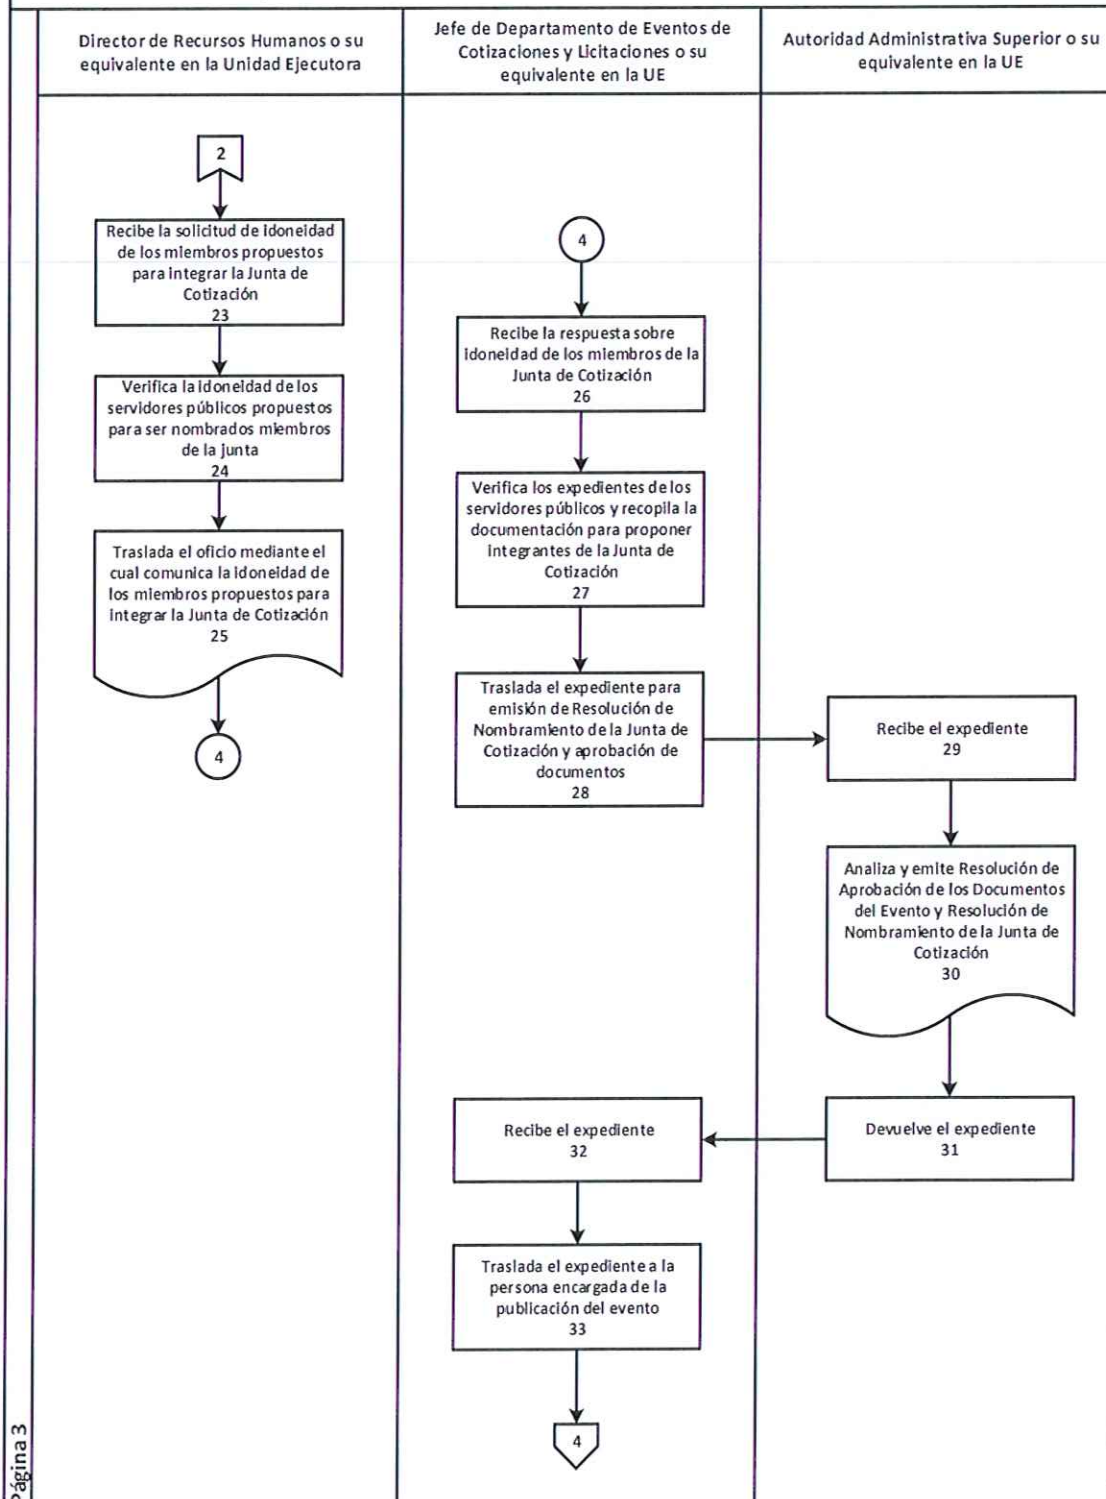 Director de Recursos Humanos o su
equivalente en la Unidad Ejecutora
Jefe de Departamento de Eventos de
Cotizaciones y Licitaciones o su
equivalente en la UE
Autoridad Administrativa Superior o su
equivalente en la UE
2
Recibe la solicitud de idoneidad
de los miembros propuestos
para integrar la Junta de
Cotización
23
Verifica la idoneidad de los
servidores públicos propuestos
para ser nombrados miembros
de la junta
24
Traslada el oficio mediante el
cual comunica la idoneidad de
los miembros propuestos para
integrar la Junta de Cotización
25
4
4
Recibe la respuesta sobre
idoneidad de los miembros de la
Junta de Cotización
26
Verifica los expedientes de los
servidores públicos y recopila la
documentación para proponer
integrantes de la Junta de
Cotización
27
Traslada el expediente para
emisión de Resolución de
Nombramiento de la Junta de
Cotización y aprobación de
documentos
28
Recibe el expediente
29
Analiza y emite Resolución de
Aprobación de los Documentos
del Evento y Resolución de
Nombramiento de la Junta de
Cotización
30
Devuelve el expediente
31
Recibe el expediente
32
Traslada el expediente a la
persona encargada de la
publicación del evento
33
4
Página 3